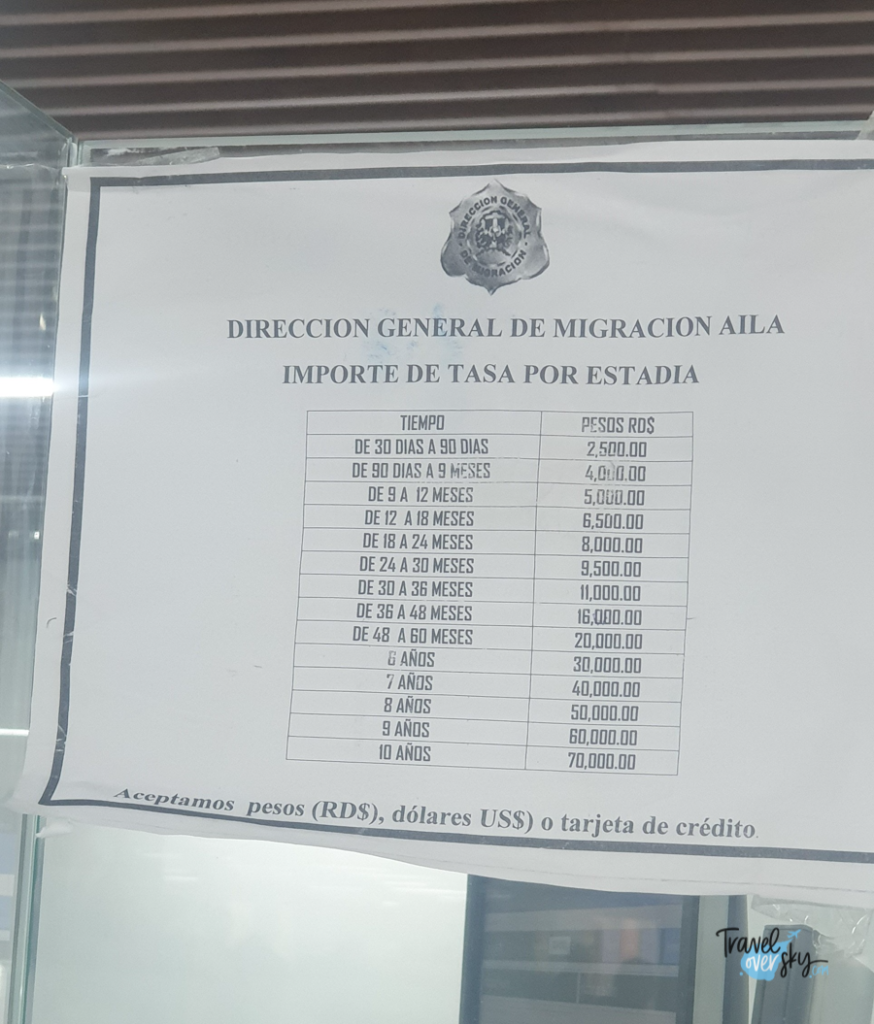 DIRECCION GENERAL
DE MIGRACION
DIRECCION GENERAL DE MIGRACION AILA
IMPORTE DE TASA POR ESTADIA
TIEMPO PESOS RD$
DE 30 DIAS A 90 DIAS 2,500.00
DE 90 DIAS A 9 MESES 4,000.00
DE 9 A 12 MESES 5,000.00
DE 12 A 18 MESES 6,500.00
DE 18 A 24 MESES 8,000.00
DE 24 A 30 MESES 9,500.00
DE 30 A 36 MESES 11,000.00
DE 36 A 48 MESES 16,000.00
DE 48 A 60 MESES 20,000.00
6 AÑOS 30,000.00
7 AÑOS 40,000.00
8 AÑOS 50,000.00
9 AÑOS 60,000.00
10 AÑOS 70,000.00
Aceptamos pesos (RD$), dólares US$) o tarjeta de crédito.
Travel
over sky.com